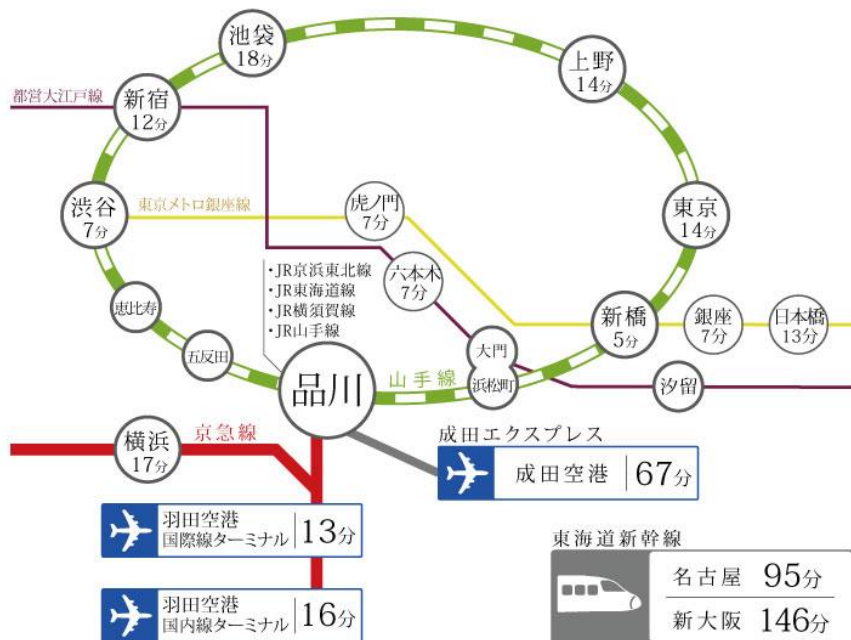 池袋
18分
上野
14分
都営大江戸線
新宿
12分
渋谷
7分
東京メトロ銀座線
虎ノ門
7分
東京
14分
・JR京浜東北線
・JR東海道線
・JR横須賀線
・JR山手線
六本木
7分
恵比寿
新橋
5分
銀座
7分
日本橋
13分
五反田
大門
浜松町
汐留
品川
山手線
横浜
17分
京急線
成田エクスプレス
成田空港 67分
羽田空港
国際線ターミナル 13分
羽田空港
国内線ターミナル 16分
東海道新幹線
名古屋 95分
新大阪 146分